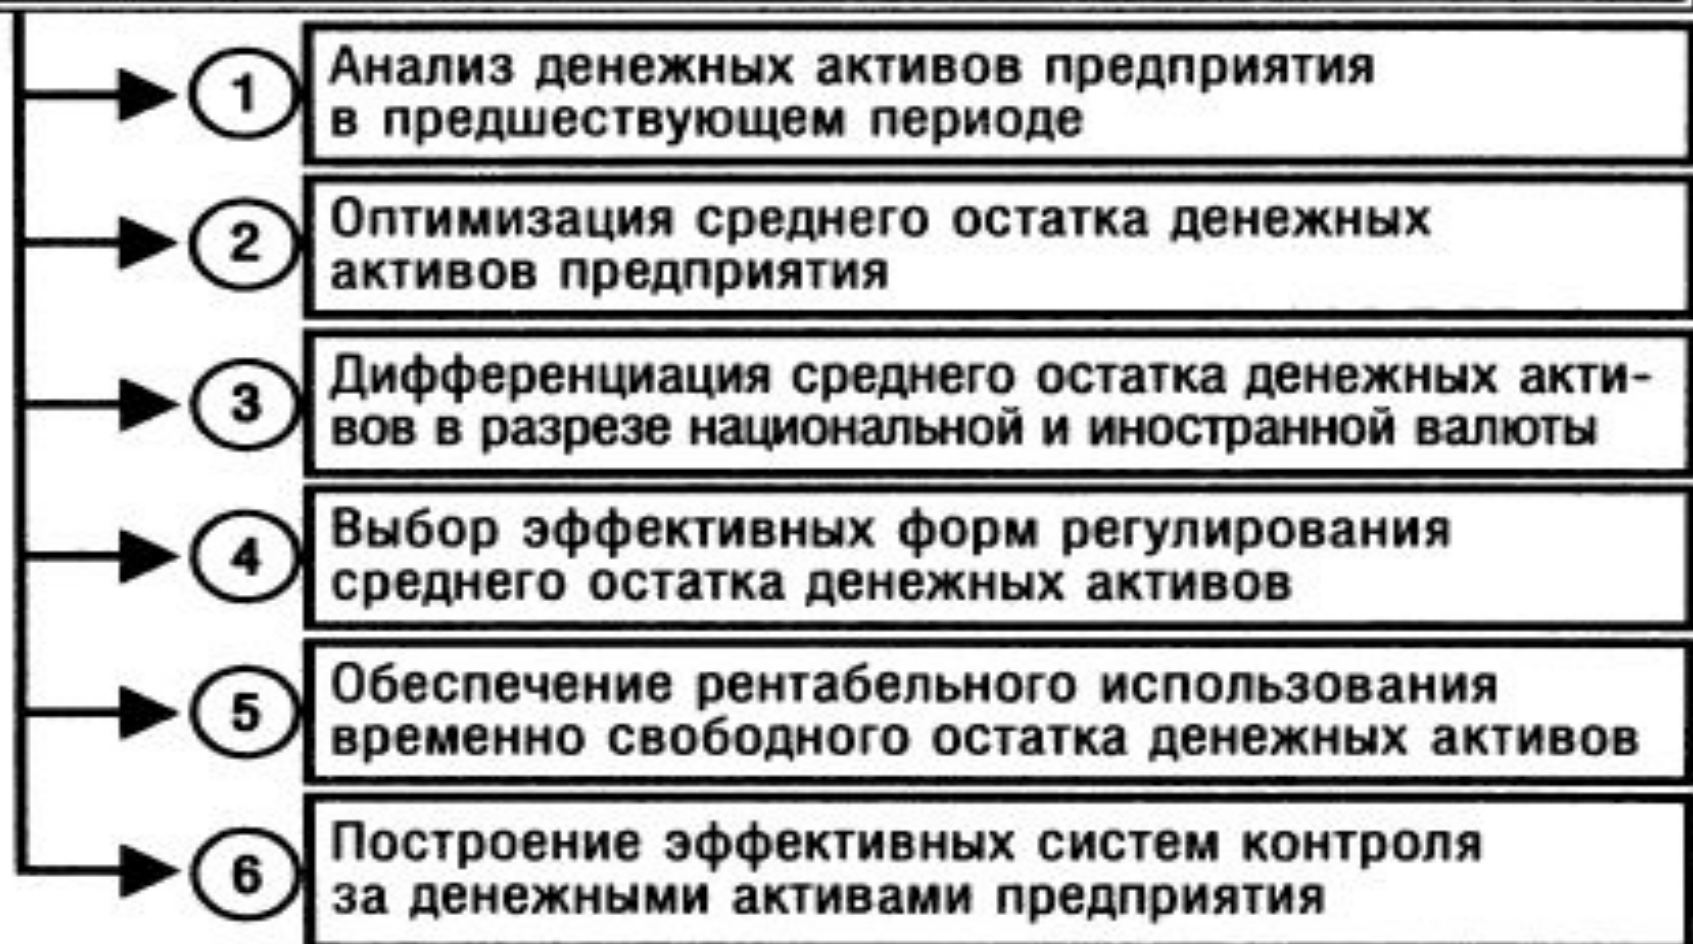 1
Анализ денежных активов предприятия
в предшествующем периоде
2
Оптимизация среднего остатка денежных
активов предприятия
3
Дифференциация среднего остатка денежных акти-
вов в разрезе национальной и иностранной валюты
4
Выбор эффективных форм регулирования
среднего остатка денежных активов
5
Обеспечение рентабельного использования
временно свободного остатка денежных активов
6
Построение эффективных систем контроля
за денежными активами предприятия